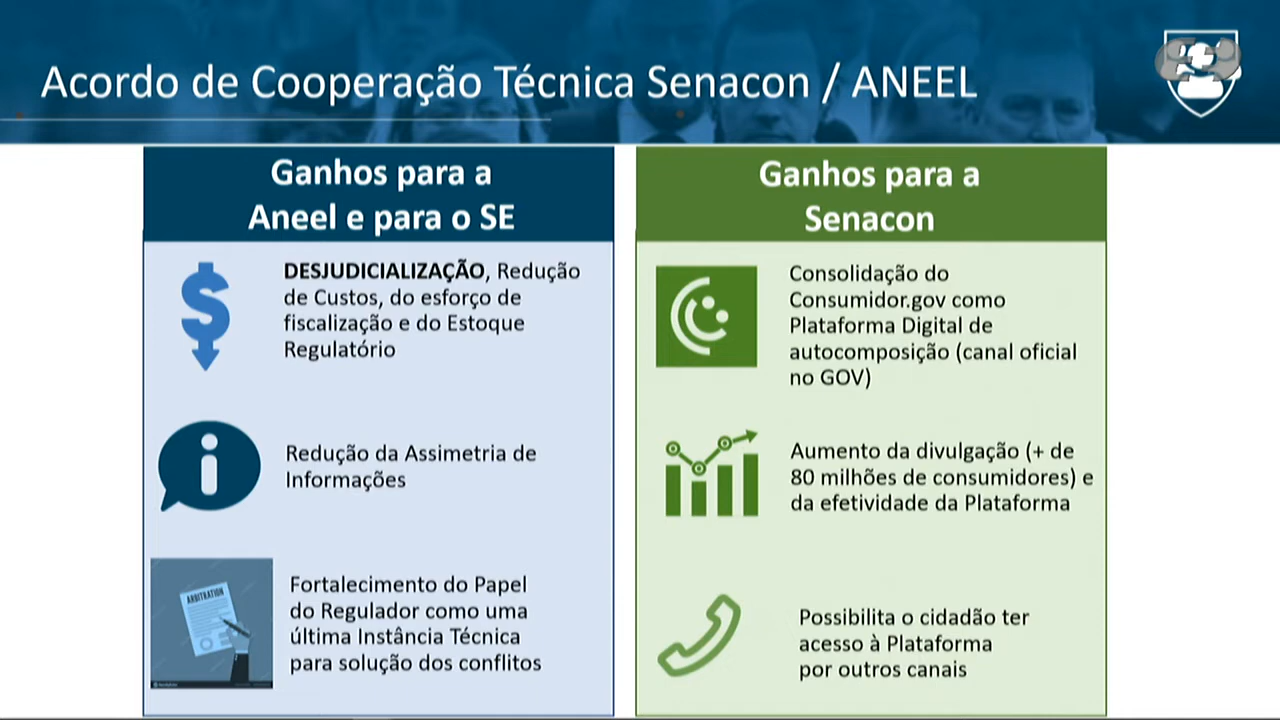 Acordo de Cooperação Técnica Senacon / ANEEL
Ganhos para a
Aneel e para o SE
DESJUDICIALIZAÇÃO, Redução
de Custos, do esforço de
fiscalização e do Estoque
Regulatório
Redução da Assimetria de
Informações
ARBITRATION
Fortalecimento do Papel
do Regulador como uma
última Instância Técnica
para solução dos conflitos
Ganhos para a
Senacon
Consolidação do
Consumidor.gov como
Plataforma Digital de
autocomposição (canal oficial
no GOV)
Aumento da divulgação (+ de
80 milhões de consumidores) e
da efetividade da Plataforma
Possibilita o cidadão ter
acesso à Plataforma
por outros canais